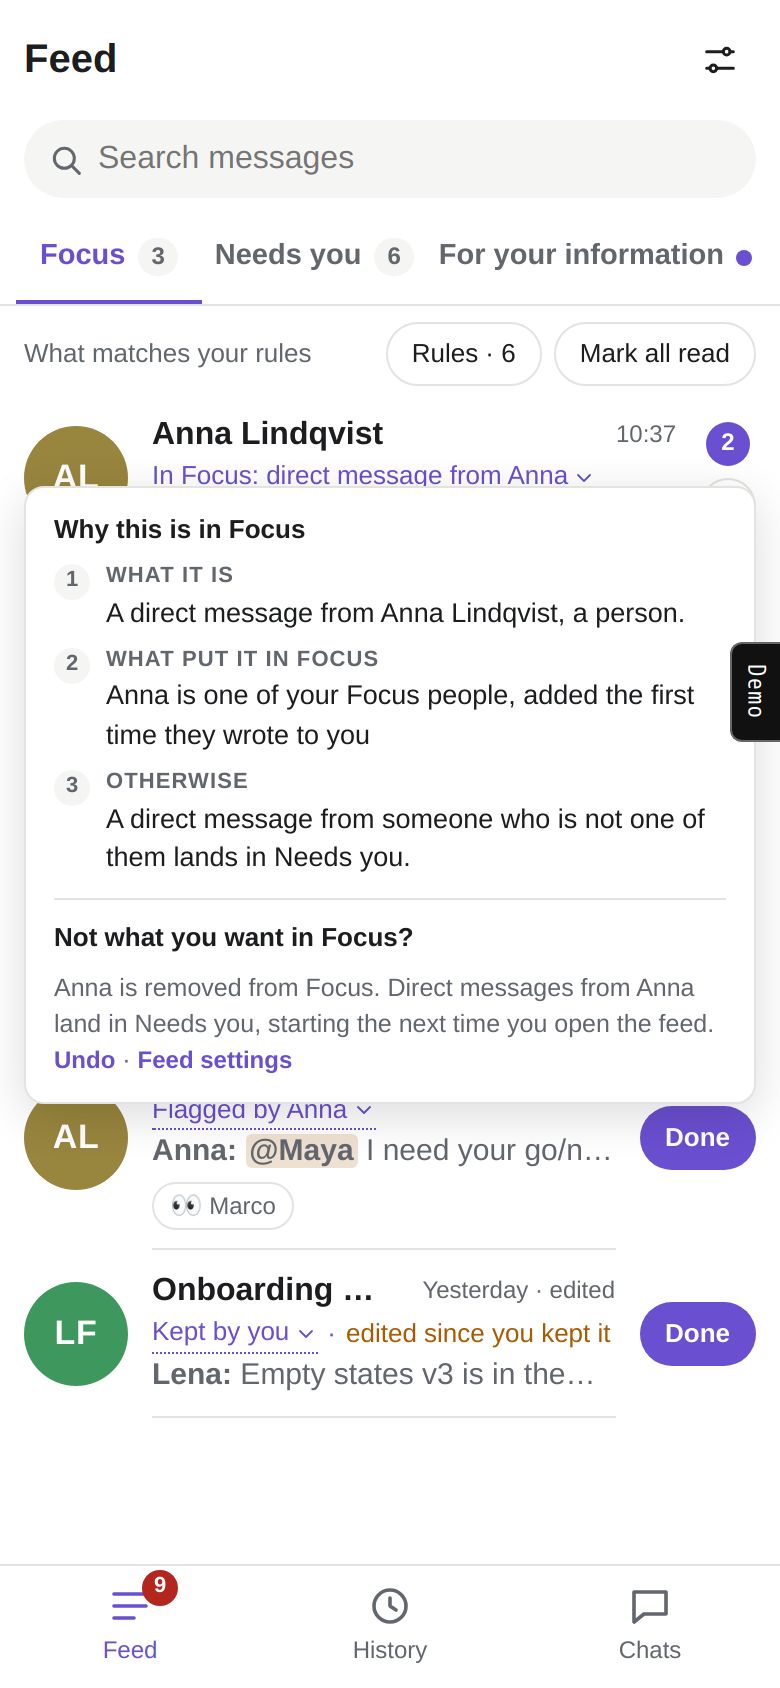 Feed
Search messages
Focus 3 Needs you 6 For your information
What matches your rules Rules · 6 Mark all read
Anna Lindqvist 10:37 2
AL In Focus: direct message from Anna
Why this is in Focus
1 WHAT IT IS
A direct message from Anna Lindqvist, a person.
2 WHAT PUT IT IN FOCUS
Anna is one of your Focus people, added the first
time they wrote to you
Demo
3 OTHERWISE
A direct message from someone who is not one of
them lands in Needs you.
Not what you want in Focus?
Anna is removed from Focus. Direct messages from Anna
land in Needs you, starting the next time you open the feed.
Undo · Feed settings
Flagged by Anna
AL Anna: @Maya I need your go/n… Done
👀 Marco
Onboarding … Yesterday · edited
LF Kept by you · edited since you kept it Done
Lena: Empty states v3 is in the…
9
Feed History Chats